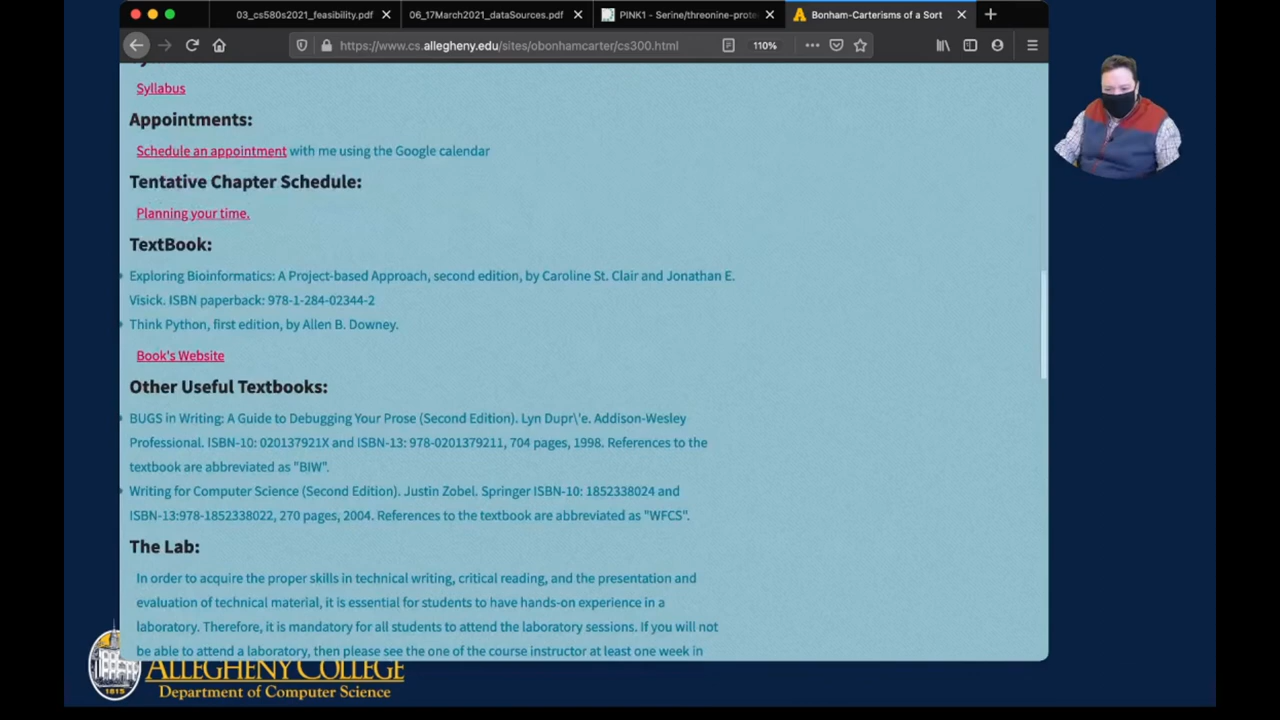 03_cs580s2021_feasibility.pdf
06_17March2021_dataSources.pdf
PINK1 - Serine/threonine-prote
Bonham-Carterisms of a Sort
https://www.cs.allegheny.edu/sites/obonhamcarter/cs300.html
110%
Syllabus
Appointments:
Schedule an appointment with me using the Google calendar
Tentative Chapter Schedule:
Planning your time.
TextBook:
Exploring Bioinformatics: A Project-based Approach, second edition, by Caroline St. Clair and Jonathan E.
Visick. ISBN paperback: 978-1-284-02344-2
Think Python, first edition, by Allen B. Downey.
Book's Website
Other Useful Textbooks:
BUGS in Writing: A Guide to Debugging Your Prose (Second Edition). Lyn Dupr\'e. Addison-Wesley
Professional. ISBN-10: 020137921X and ISBN-13: 978-0201379211, 704 pages, 1998. References to the
textbook are abbreviated as "BIW".
Writing for Computer Science (Second Edition). Justin Zobel. Springer ISBN-10: 1852338024 and
ISBN-13:978-1852338022, 270 pages, 2004. References to the textbook are abbreviated as "WFCS".
The Lab:
In order to acquire the proper skills in technical writing, critical reading, and the presentation and
evaluation of technical material, it is essential for students to have hands-on experience in a
laboratory. Therefore, it is mandatory for all students to attend the laboratory sessions. If you will not
be able to attend a laboratory, then please see the one of the course instructor at least one week in
ALLEGHENY COLLEGE
Department of Computer Science
1815